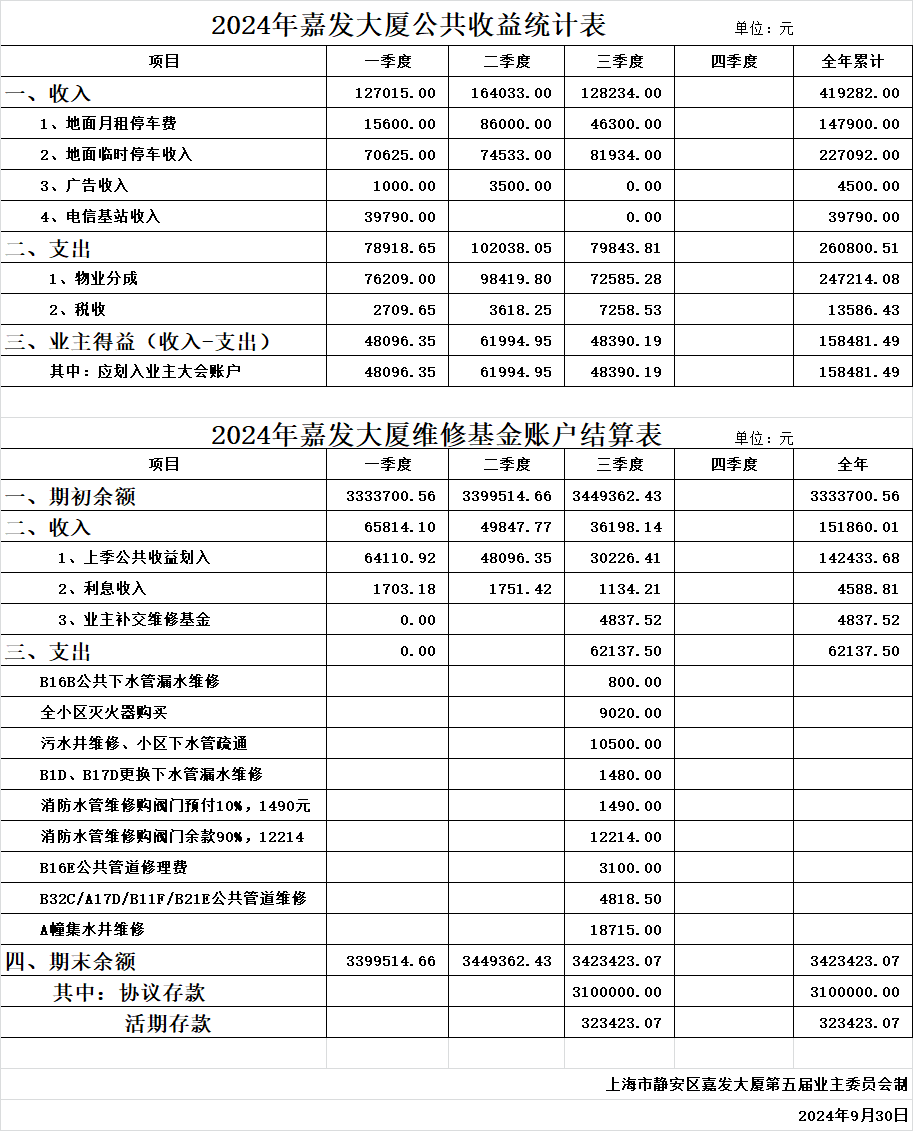 2024年嘉发大厦公共收益统计表 单位：元
项目 一季度 二季度 三季度 四季度 全年累计
一、收入 127015.00 164033.00 128234.00 419282.00
1、地面月租停车费 15600.00 86000.00 46300.00 147900.00
2、地面临时停车收入 70625.00 74533.00 81934.00 227092.00
3、广告收入 1000.00 3500.00 0.00 4500.00
4、电信基站收入 39790.00 0.00 39790.00
二、支出 78918.65 102038.05 79843.81 260800.51
1、物业分成 76209.00 98419.80 72585.28 247214.08
2、税收 2709.65 3618.25 7258.53 13586.43
三、业主得益（收入-支出） 48096.35 61994.95 48390.19 158481.49
其中：应划入业主大会账户 48096.35 61994.95 48390.19 158481.49
2024年嘉发大厦维修基金账户结算表 单位：元
项目 一季度 二季度 三季度 四季度 全年
一、期初余额 3333700.56 3399514.66 3449362.43 3333700.56
二、收入 65814.10 49847.77 36198.14 151860.01
1、上季公共收益划入 64110.92 48096.35 30226.41 142433.68
2、利息收入 1703.18 1751.42 1134.21 4588.81
3、业主补交维修基金 0.00 4837.52 4837.52
三、支出 0.00 62137.50 62137.50
B16B公共下水管漏水维修 800.00
全小区灭火器购买 9020.00
污水井维修、小区下水管疏通 10500.00
B1D、B17D更换下水管漏水维修 1480.00
消防水管维修购阀门预付10%，1490元 1490.00
消防水管维修购阀门余款90%，12214 12214.00
B16E公共管道修理费 3100.00
B32C/A17D/B11F/B21E公共管道维修 4818.50
A幢集水井维修 18715.00
四、期末余额 3399514.66 3449362.43 3423423.07 3423423.07
其中：协议存款 3100000.00 3100000.00
活期存款 323423.07 323423.07
上海市静安区嘉发大厦第五届业主委员会制
2024年9月30日